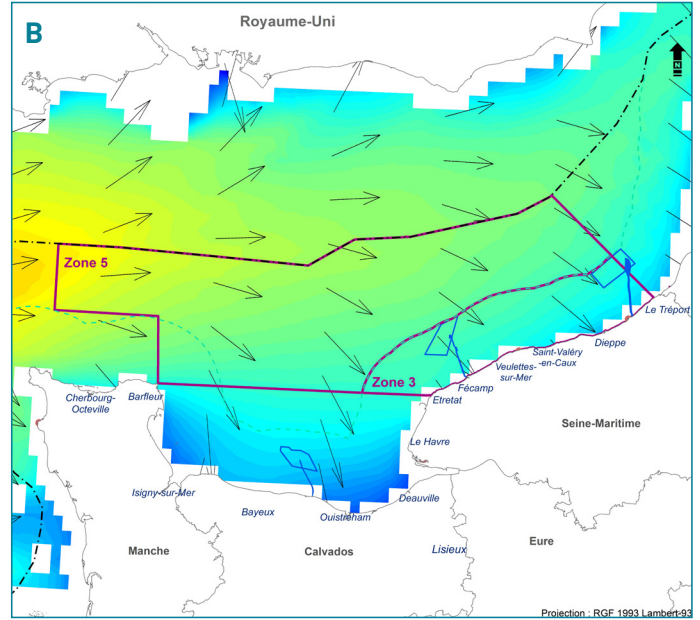 B
Royaume-Uni
N
Zone 5
Zone 3
Le Tréport
Dieppe
Saint-Valéry
-en-Caux
Veulettes-
sur-Mer
Fécamp
Etretat
Cherbourg-
Octeville
Barfleur
Seine-Maritime
Le Havre
Isigny-sur-Mer
Deauville
Bayeux
Ouistreham
Manche
Calvados
Lisieux
Eure
Projection : RGF 1993 Lambert-93